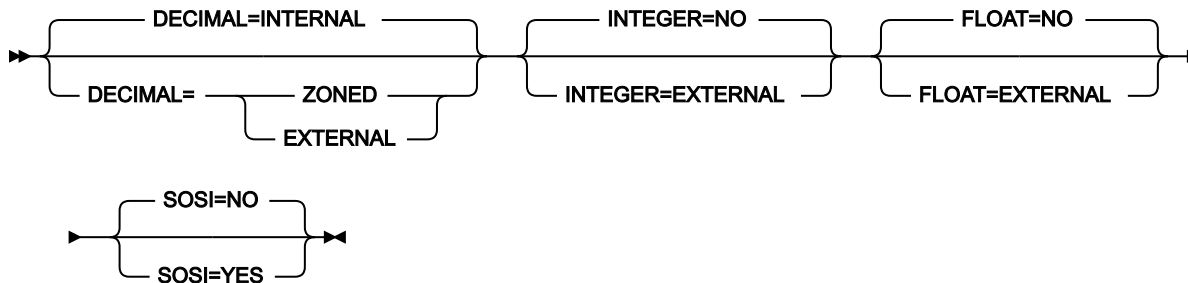 DECIMAL=INTERNAL INTEGER=NO FLOAT=NO
DECIMAL= ZONED INTEGER=EXTERNAL FLOAT=EXTERNAL
EXTERNAL
SOSI=NO
SOSI=YES